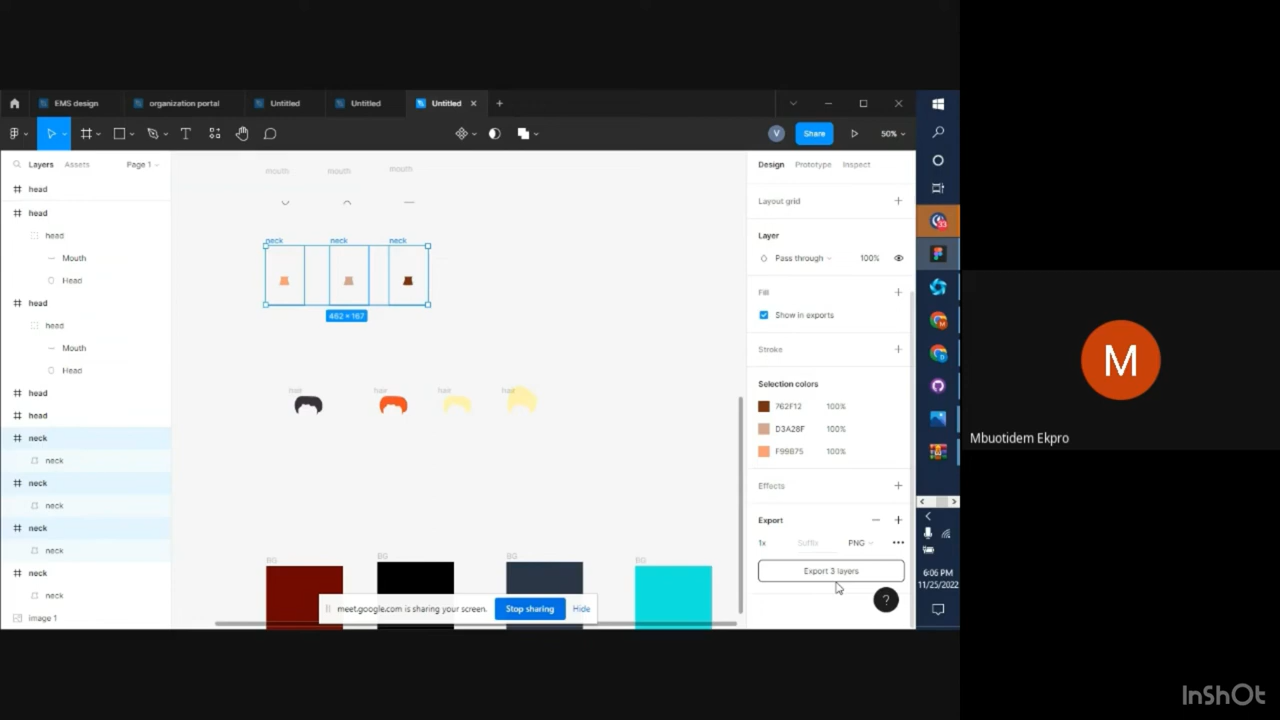 EMS design
organization portal
Untitled
Untitled
Untitled
Share
50%
Layers
Assets
Page 1
head
head
head
Mouth
Head
head
head
Mouth
Head
head
head
neck
neck
neck
neck
neck
neck
neck
neck
image 1
mouth
mouth
mouth
neck
neck
neck
462 × 167
hair
hair
hair
hair
BG
BG
BG
BG
meet.google.com is sharing your screen.
Stop sharing
Hide
Design
Prototype
Inspect
Layout grid
Layer
Pass through
100%
Fill
Show in exports
Stroke
Selection colors
762F12
100%
D3A28F
100%
F99B75
100%
Effects
Export
1x
Suffix
PNG
Export 3 layers
?
V
6:06 PM
11/25/2022
M
Mbuotidem Ekpro
InShOt